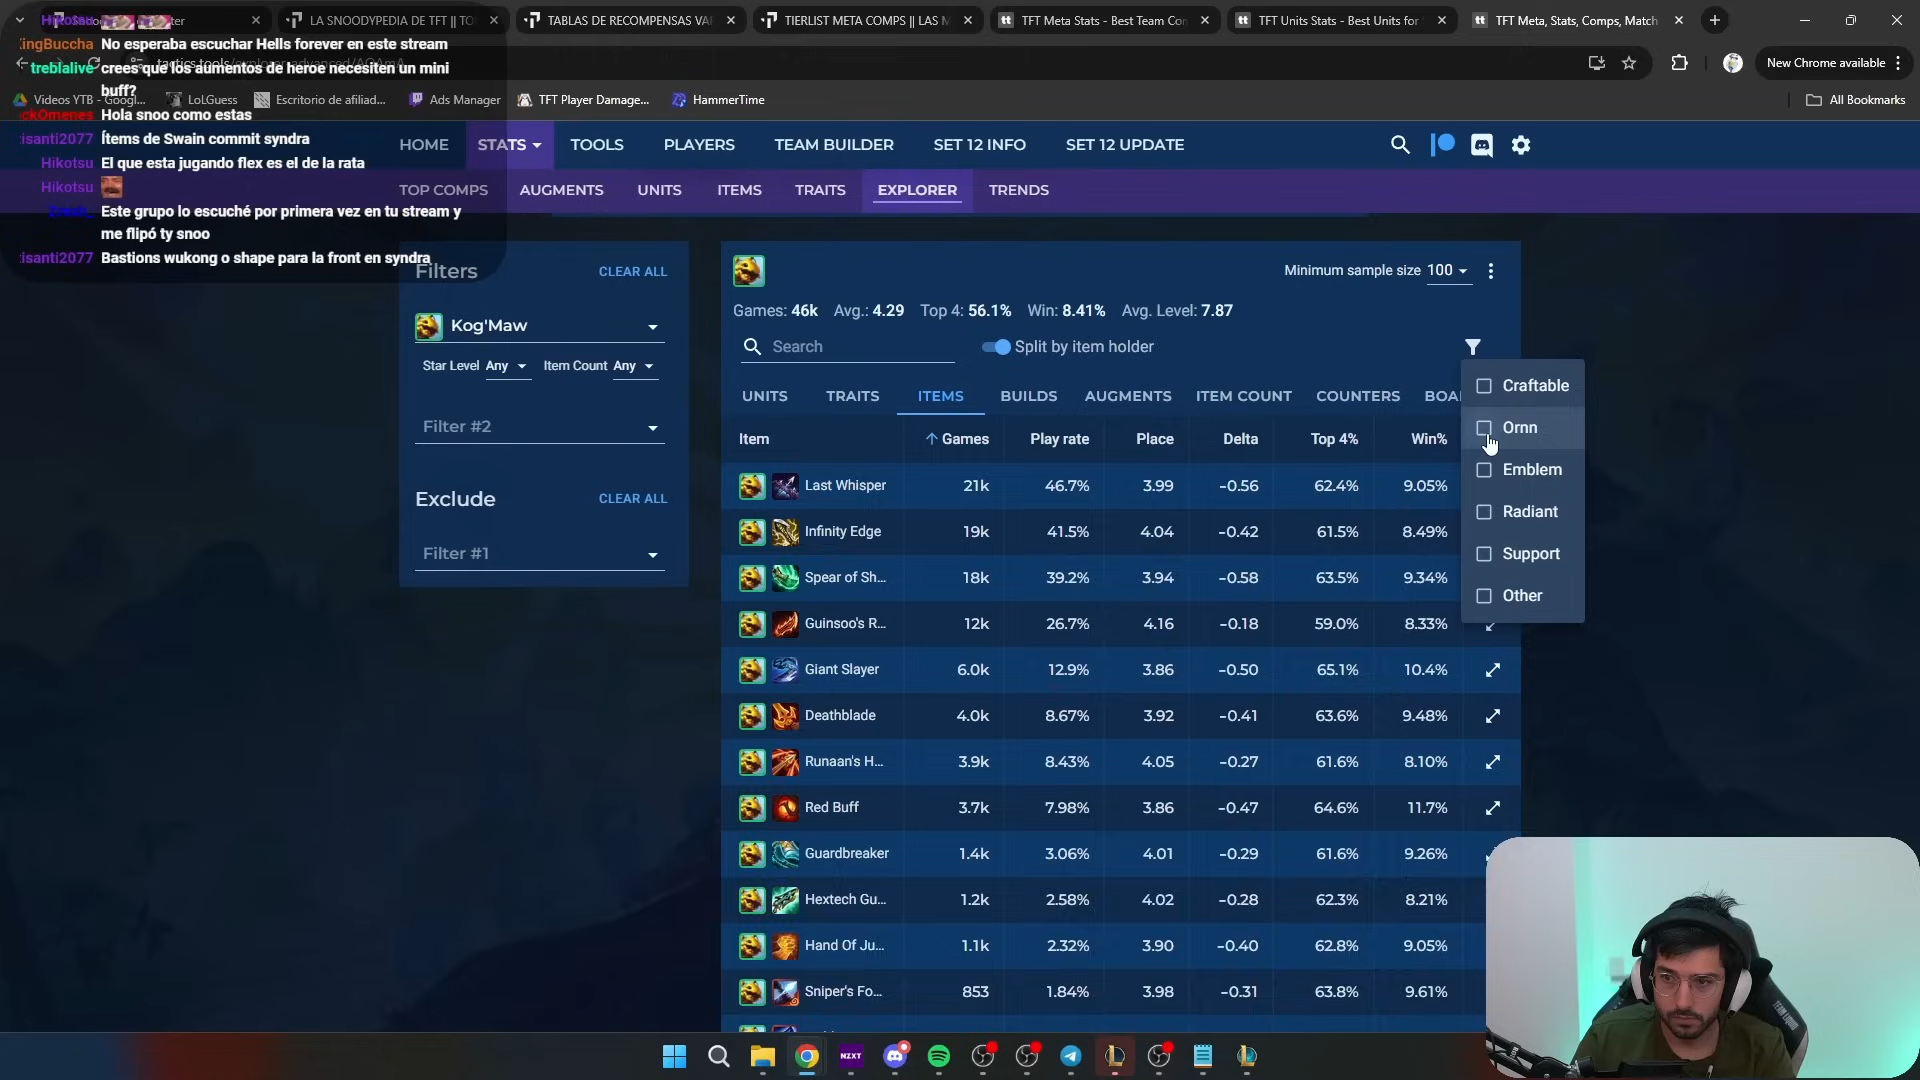 LA SNOODYPEDIA DE TFT || TO
TABLAS DE RECOMPENSAS VA
TIERLIST META COMPS || LAS M
TFT Meta Stats - Best Team Com
TFT Units Stats - Best Units for
TFT Meta, Stats, Comps, Match
Hikotsu
ingBuccha No esperaba escuchar Hells forever en este stream
treblalive crees que los aumentos de heroe necesiten un mini
buff?
ckOmenes Hola snoo como estas
isanti2077 Ítems de Swain commit syndra
Hikotsu El que esta jugando flex es el de la rata
Hikotsu
Este grupo lo escuché por primera vez en tu stream y
me flipó ty snoo
isanti2077 Bastions wukong o shape para la front en syndra
New Chrome available
Videos YTB - Googl...
LoLGuess
Escritorio de afiliad...
Ads Manager
TFT Player Damage...
HammerTime
All Bookmarks
HOME
STATS
TOOLS
PLAYERS
TEAM BUILDER
SET 12 INFO
SET 12 UPDATE
TOP COMPS
AUGMENTS
UNITS
ITEMS
TRAITS
EXPLORER
TRENDS
Filters
CLEAR ALL
Kog'Maw
Star Level Any
Item Count Any
Filter #2
Exclude
CLEAR ALL
Filter #1
Minimum sample size 100
Games: 46k Avg.: 4.29 Top 4: 56.1% Win: 8.41% Avg. Level: 7.87
Search
Split by item holder
UNITS
TRAITS
ITEMS
BUILDS
AUGMENTS
ITEM COUNT
COUNTERS
BOA
Craftable
Ornn
Emblem
Radiant
Support
Other
Item Games Play rate Place Delta Top 4% Win%
Last Whisper 21k 46.7% 3.99 -0.56 62.4% 9.05%
Infinity Edge 19k 41.5% 4.04 -0.42 61.5% 8.49%
Spear of Sh... 18k 39.2% 3.94 -0.58 63.5% 9.34%
Guinsoo's R... 12k 26.7% 4.16 -0.18 59.0% 8.33%
Giant Slayer 6.0k 12.9% 3.86 -0.50 65.1% 10.4%
Deathblade 4.0k 8.67% 3.92 -0.41 63.6% 9.48%
Runaan's H... 3.9k 8.43% 4.05 -0.27 61.6% 8.10%
Red Buff 3.7k 7.98% 3.86 -0.47 64.6% 11.7%
Guardbreaker 1.4k 3.06% 4.01 -0.29 61.6% 9.26%
Hextech Gu... 1.2k 2.58% 4.02 -0.28 62.3% 8.21%
Hand Of Ju... 1.1k 2.32% 3.90 -0.40 62.8% 9.05%
Sniper's Fo... 853 1.84% 3.98 -0.31 63.8% 9.61%
NZXT